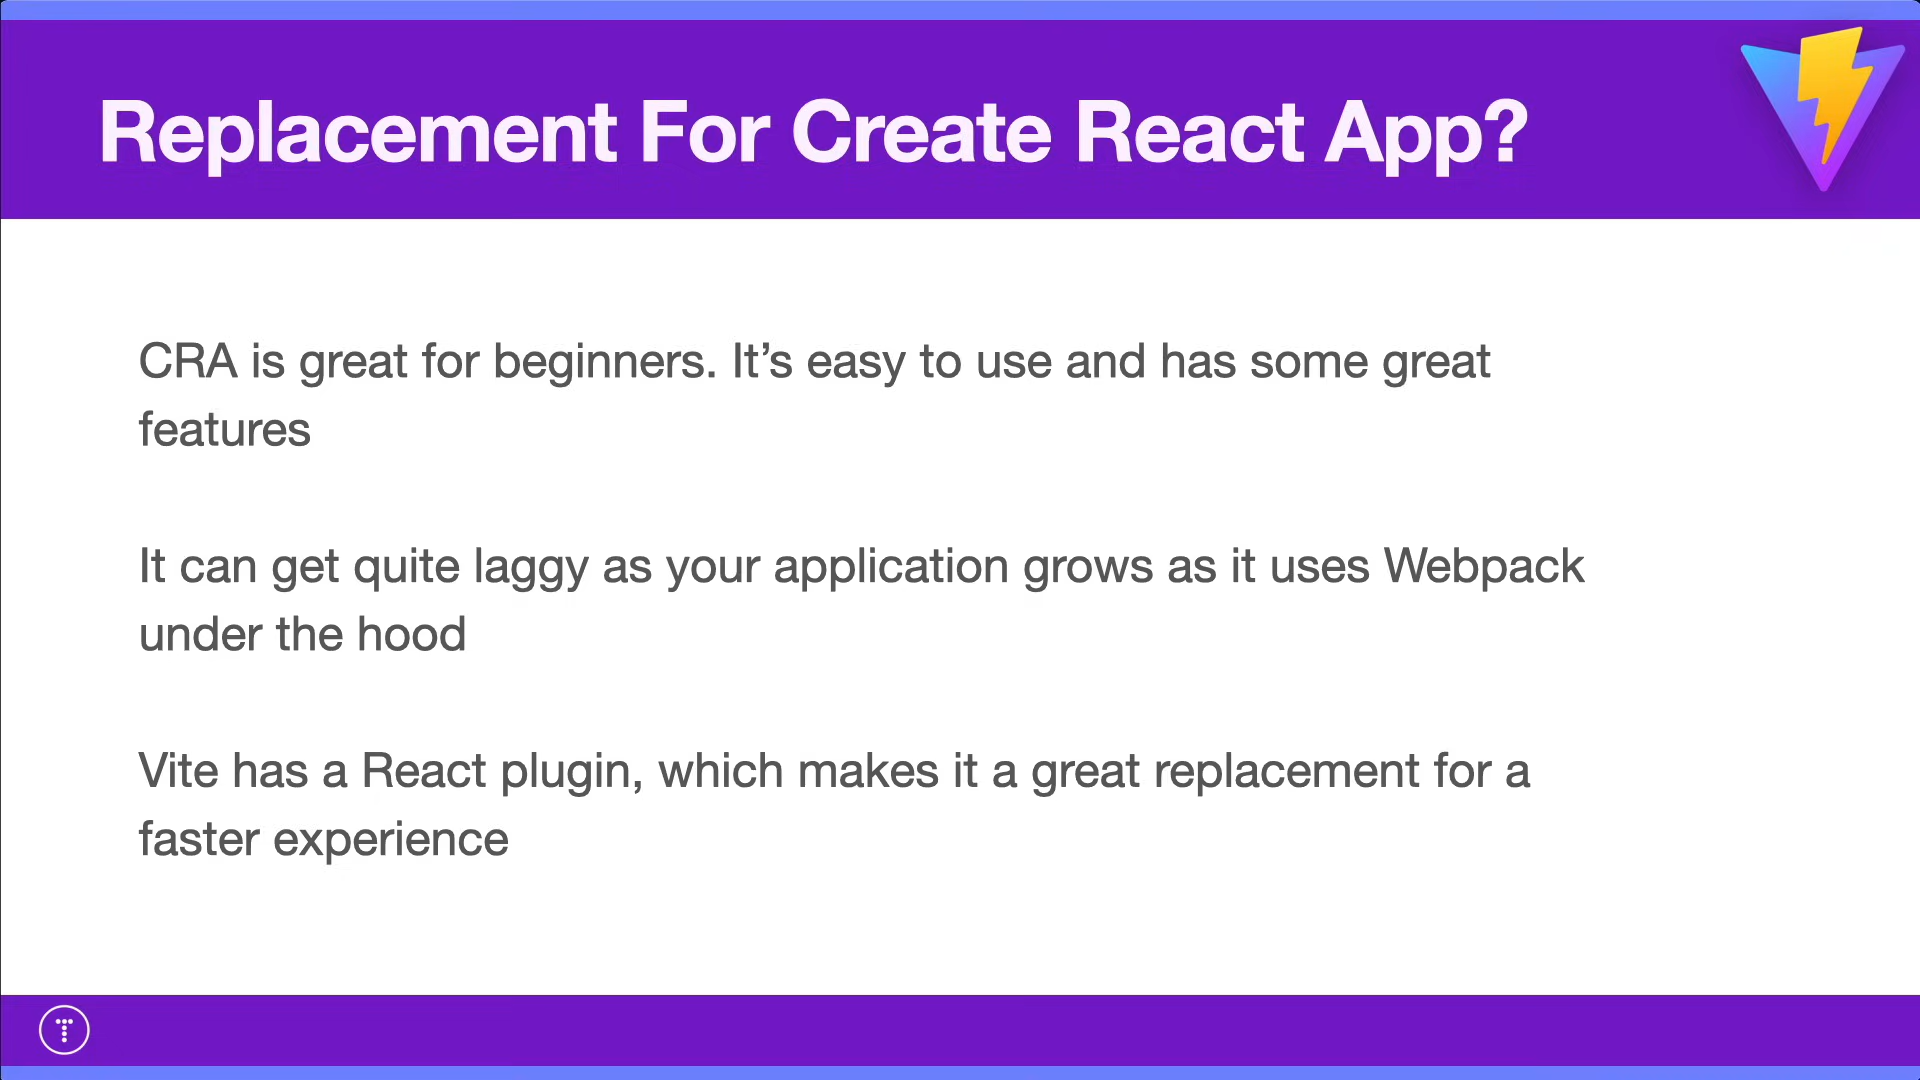 Replacement For Create React App?
CRA is great for beginners. It’s easy to use and has some great
features
It can get quite laggy as your application grows as it uses Webpack
under the hood
Vite has a React plugin, which makes it a great replacement for a
faster experience
T